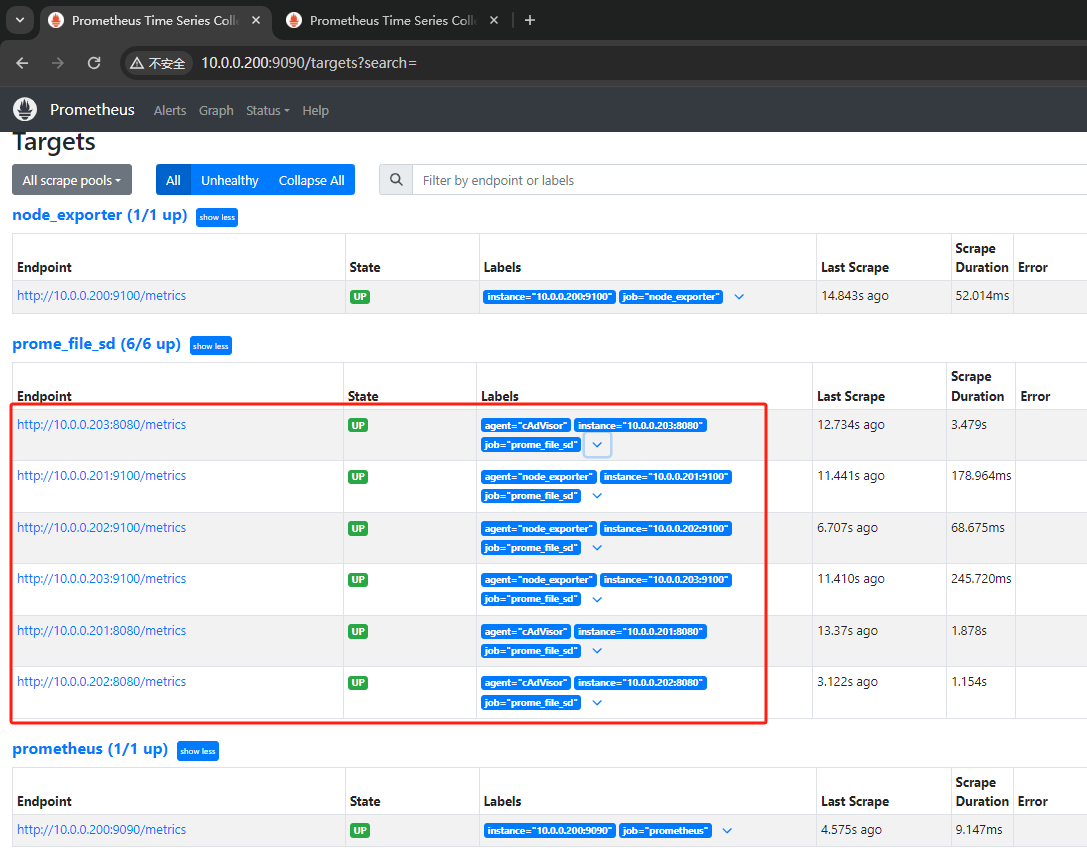 Prometheus Time Series Colle
Prometheus Time Series Colle
不安全 10.0.0.200:9090/targets?search=
Prometheus Alerts Graph Status Help
Targets
All scrape pools All Unhealthy Collapse All Filter by endpoint or labels
node_exporter (1/1 up) show less
Endpoint State Labels Last Scrape Scrape Duration Error
http://10.0.0.200:9100/metrics UP instance="10.0.0.200:9100" job="node_exporter" 14.843s ago 52.014ms
prome_file_sd (6/6 up) show less
Endpoint State Labels Last Scrape Scrape Duration Error
http://10.0.0.203:8080/metrics UP agent="cAdVisor" instance="10.0.0.203:8080" 12.734s ago 3.479s
job="prome_file_sd"
http://10.0.0.201:9100/metrics UP agent="node_exporter" instance="10.0.0.201:9100" 11.441s ago 178.964ms
job="prome_file_sd"
http://10.0.0.202:9100/metrics UP agent="node_exporter" instance="10.0.0.202:9100" 6.707s ago 68.675ms
job="prome_file_sd"
http://10.0.0.203:9100/metrics UP agent="node_exporter" instance="10.0.0.203:9100" 11.410s ago 245.720ms
job="prome_file_sd"
http://10.0.0.201:8080/metrics UP agent="cAdVisor" instance="10.0.0.201:8080" 13.37s ago 1.878s
job="prome_file_sd"
http://10.0.0.202:8080/metrics UP agent="cAdVisor" instance="10.0.0.202:8080" 3.122s ago 1.154s
job="prome_file_sd"
prometheus (1/1 up) show less
Endpoint State Labels Last Scrape Scrape Duration Error
http://10.0.0.200:9090/metrics UP instance="10.0.0.200:9090" job="prometheus" 4.575s ago 9.147ms